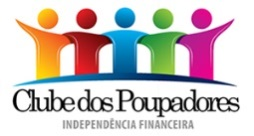 Clube dos Poupadores
INDEPENDÊNCIA FINANCEIRA